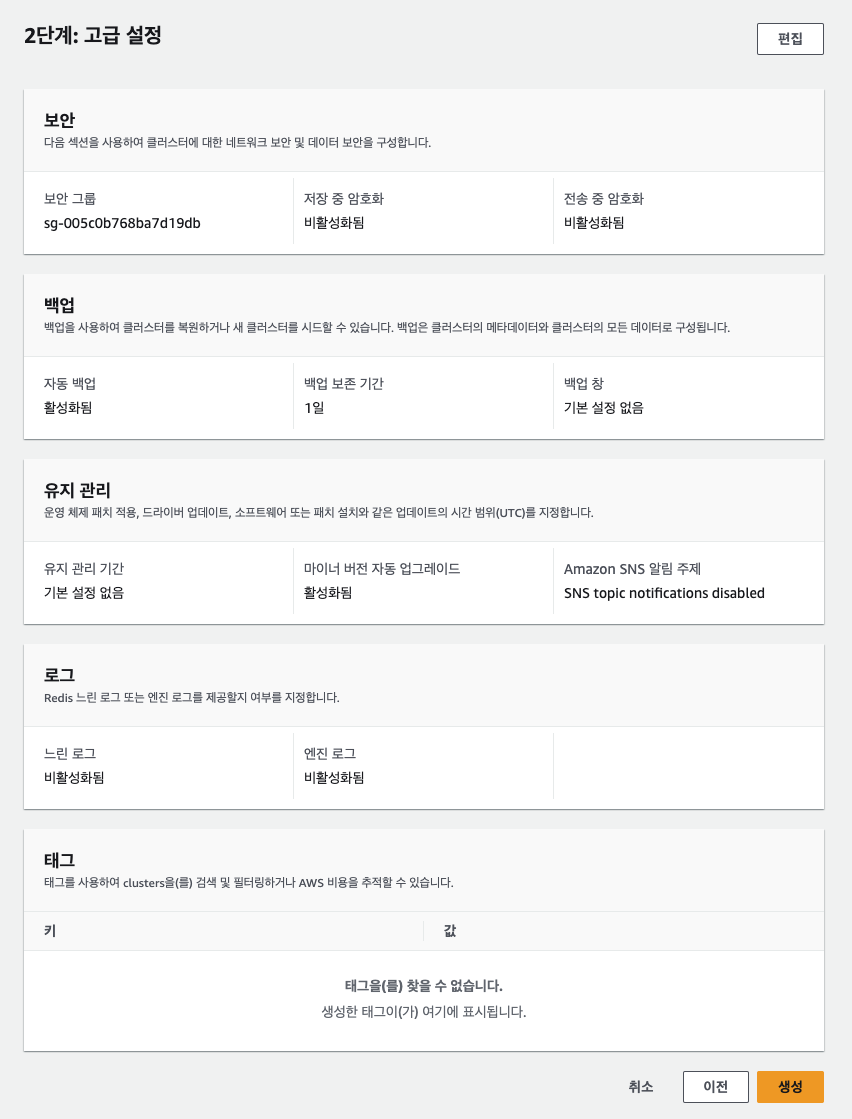 2단계: 고급 설정
편집
보안
다음 섹션을 사용하여 클러스터에 대한 네트워크 보안 및 데이터 보안을 구성합니다.
보안 그룹
sg-005c0b768ba7d19db
저장 중 암호화
비활성화됨
전송 중 암호화
비활성화됨
백업
백업을 사용하여 클러스터를 복원하거나 새 클러스터를 시드할 수 있습니다. 백업은 클러스터의 메타데이터와 클러스터의 모든 데이터로 구성됩니다.
자동 백업
활성화됨
백업 보존 기간
1일
백업 창
기본 설정 없음
유지 관리
운영 체제 패치 적용, 드라이버 업데이트, 소프트웨어 또는 패치 설치와 같은 업데이트의 시간 범위(UTC)를 지정합니다.
유지 관리 기간
기본 설정 없음
마이너 버전 자동 업그레이드
활성화됨
Amazon SNS 알림 주제
SNS topic notifications disabled
로그
Redis 느린 로그 또는 엔진 로그를 제공할지 여부를 지정합니다.
느린 로그
비활성화됨
엔진 로그
비활성화됨
태그
태그를 사용하여 clusters을(를) 검색 및 필터링하거나 AWS 비용을 추적할 수 있습니다.
키
값
태그을(를) 찾을 수 없습니다.
생성한 태그이(가) 여기에 표시됩니다.
취소
이전
생성